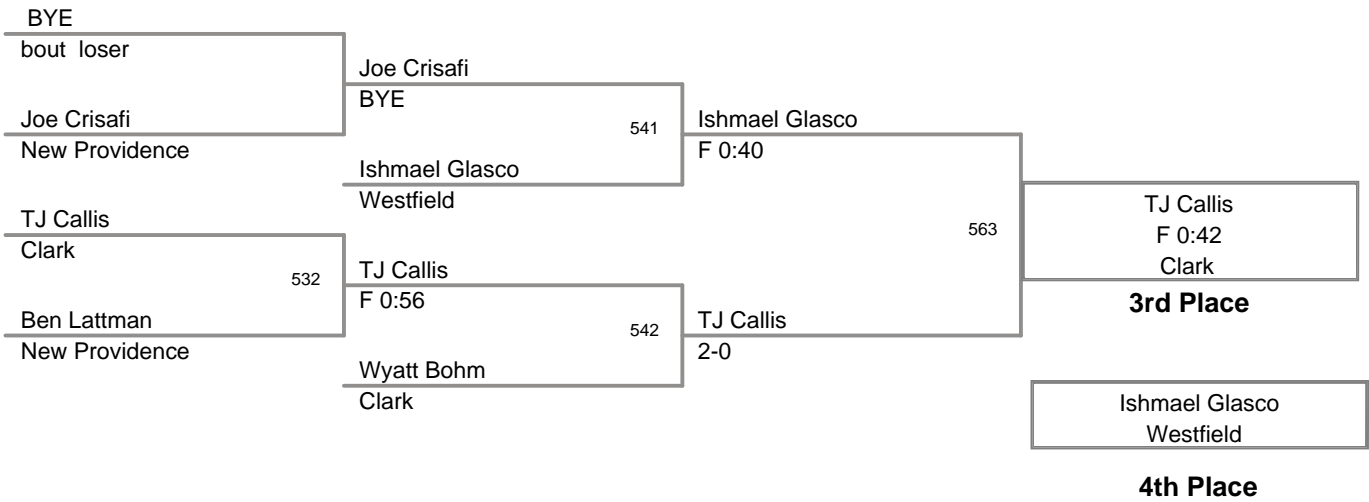 BYE
bout loser
Joe Crisafi
New Providence
TJ Callis
Clark
Ben Lattman
New Providence
532
Joe Crisafi
BYE
Ishmael Glasco
Westfield
541
TJ Callis
F 0:56
Wyatt Bohm
Clark
542
Ishmael Glasco
F 0:40
TJ Callis
2-0
563
TJ Callis
F 0:42
Clark
3rd Place
Ishmael Glasco
Westfield
4th Place